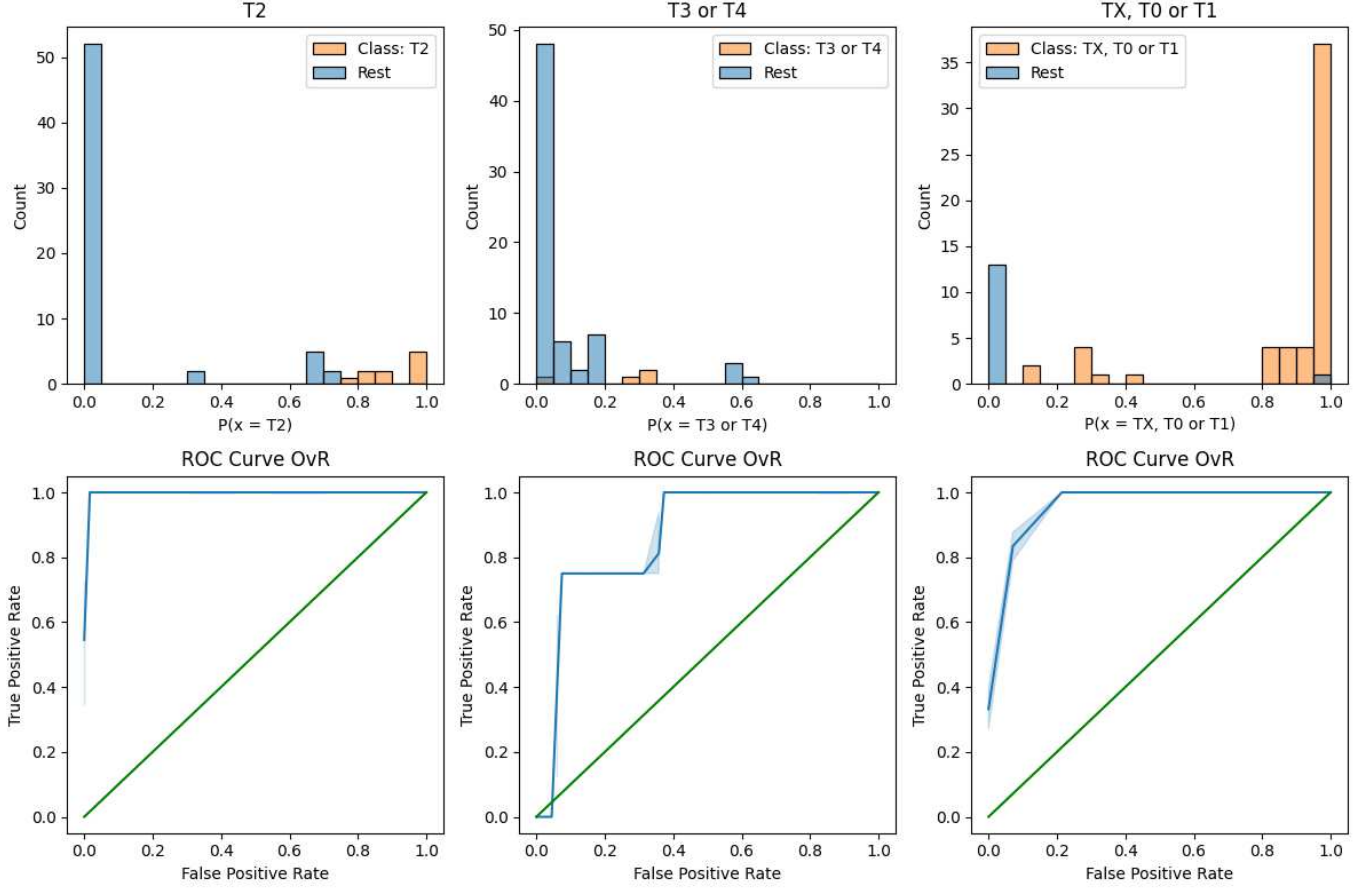 T2
50
40
30
20
10
0
Count
0.0 0.2 0.4 0.6 0.8 1.0
P(x = T2)
Class: T2
Rest
T3 or T4
50
40
30
20
10
0
Count
0.0 0.2 0.4 0.6 0.8 1.0
P(x = T3 or T4)
Class: T3 or T4
Rest
TX, T0 or T1
35
30
25
20
15
10
5
0
Count
0.0 0.2 0.4 0.6 0.8 1.0
P(x = TX, T0 or T1)
Class: TX, T0 or T1
Rest
ROC Curve OvR
1.0
0.8
0.6
0.4
0.2
0.0
True Positive Rate
0.0 0.2 0.4 0.6 0.8 1.0
False Positive Rate
ROC Curve OvR
1.0
0.8
0.6
0.4
0.2
0.0
True Positive Rate
0.0 0.2 0.4 0.6 0.8 1.0
False Positive Rate
ROC Curve OvR
1.0
0.8
0.6
0.4
0.2
0.0
True Positive Rate
0.0 0.2 0.4 0.6 0.8 1.0
False Positive Rate